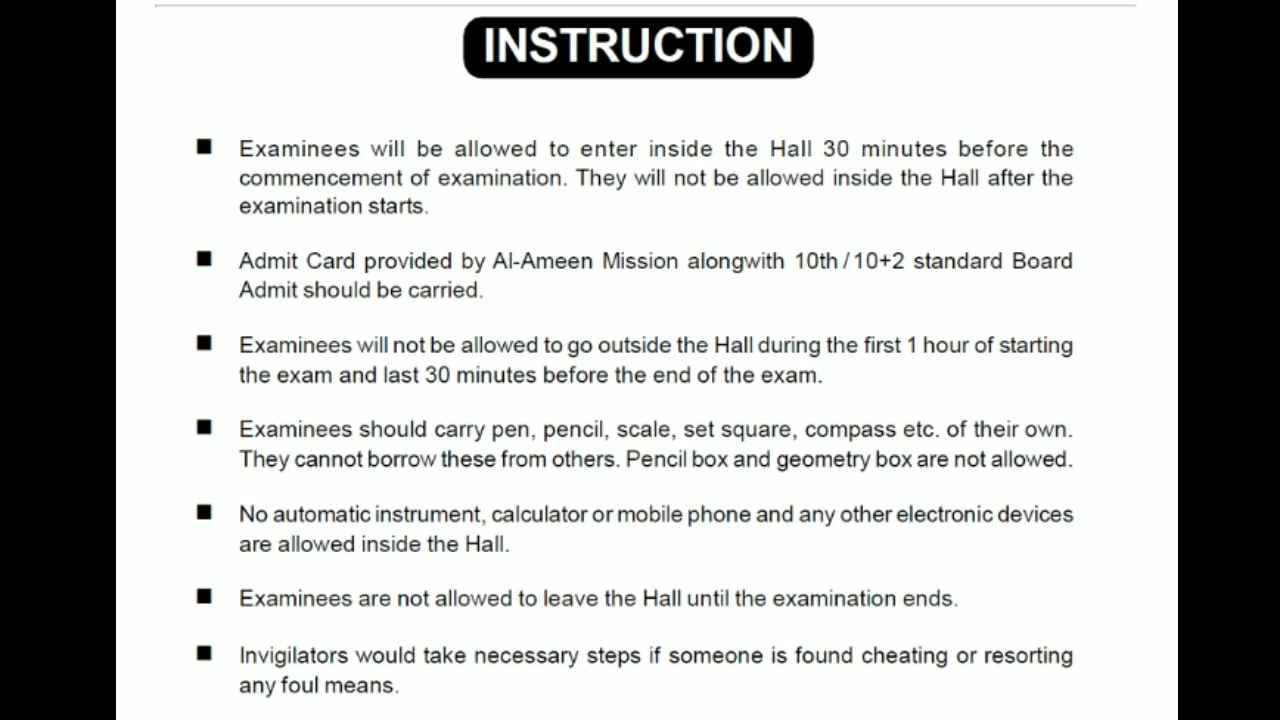 INSTRUCTION
■ Examinees will be allowed to enter inside the Hall 30 minutes before the
commencement of examination. They will not be allowed inside the Hall after the
examination starts.
■ Admit Card provided by Al-Ameen Mission alongwith 10th/10+2 standard Board
Admit should be carried.
■ Examinees will not be allowed to go outside the Hall during the first 1 hour of starting
the exam and last 30 minutes before the end of the exam.
■ Examinees should carry pen, pencil, scale, set square, compass etc. of their own.
They cannot borrow these from others. Pencil box and geometry box are not allowed.
■ No automatic instrument, calculator or mobile phone and any other electronic devices
are allowed inside the Hall.
■ Examinees are not allowed to leave the Hall until the examination ends.
■ Invigilators would take necessary steps if someone is found cheating or resorting
any foul means.